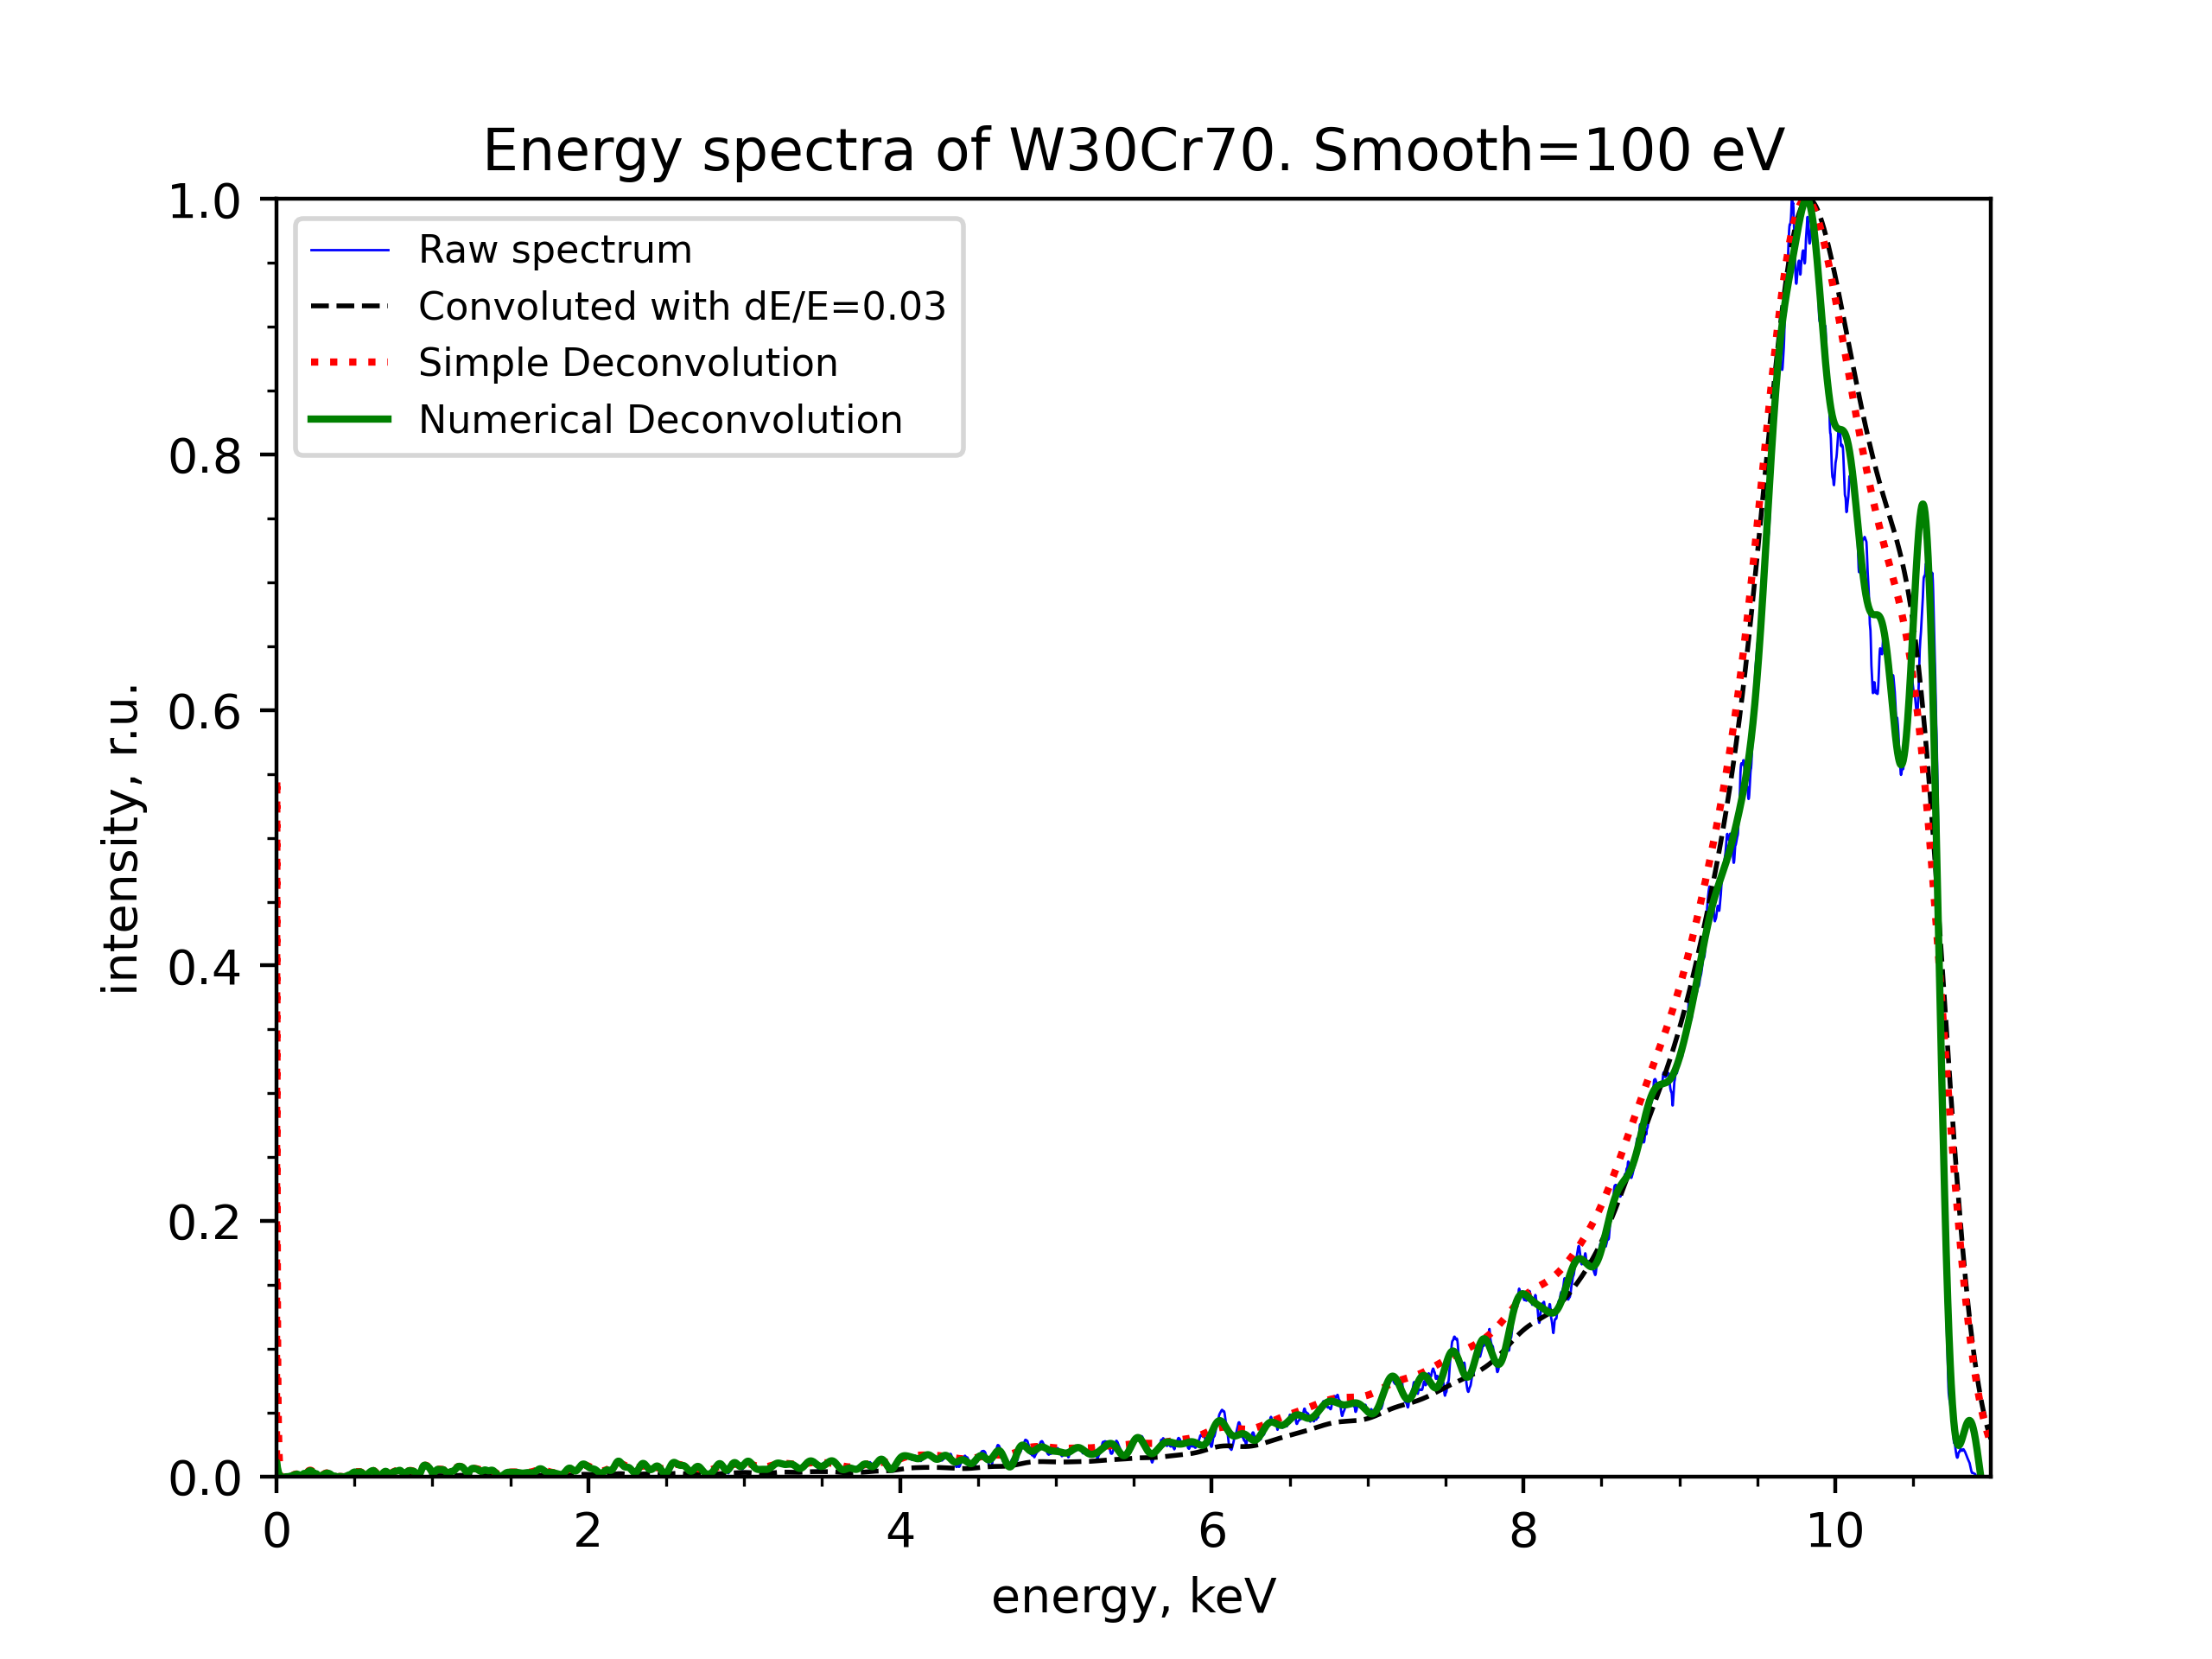 Energy spectra of W30Cr70. Smooth=100 eV
1.0
0.8
0.6
0.4
0.2
0.0
intensity, r.u.
Raw spectrum
Convoluted with dE/E=0.03
Simple Deconvolution
Numerical Deconvolution
0 2 4 6 8 10
energy, keV